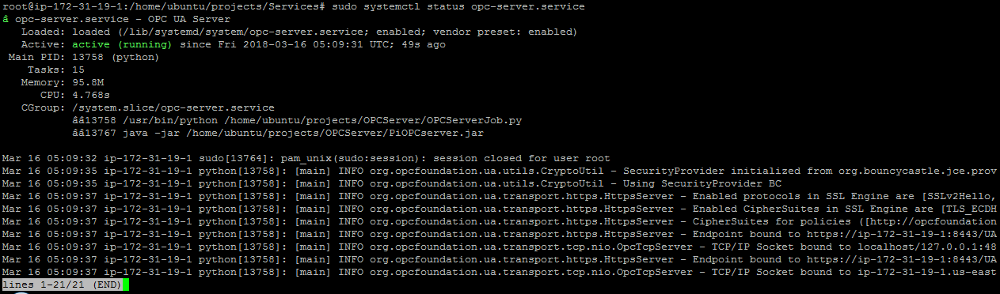 root@ip-172-31-19-1:/home/ubuntu/projects/Services# sudo systemctl status opc-server.service
â opc-server.service - OPC UA Server
Loaded: loaded (/lib/systemd/system/opc-server.service; enabled; vendor preset: enabled)
Active: active (running) since Fri 2018-03-16 05:09:31 UTC; 49s ago
Main PID: 13758 (python)
Tasks: 15
Memory: 95.8M
CPU: 4.768s
CGroup: /system.slice/opc-server.service
ââ13758 /usr/bin/python /home/ubuntu/projects/OPCServer/OPCServerJob.py
ââ13767 java -jar /home/ubuntu/projects/OPCServer/PiOPCserver.jar
Mar 16 05:09:32 ip-172-31-19-1 sudo[13764]: pam_unix(sudo:session): session closed for user root
Mar 16 05:09:35 ip-172-31-19-1 python[13758]: [main] INFO org.opcfoundation.ua.utils.CryptoUtil - SecurityProvider initialized from org.bouncycastle.jce.prov
Mar 16 05:09:35 ip-172-31-19-1 python[13758]: [main] INFO org.opcfoundation.ua.utils.CryptoUtil - Using SecurityProvider BC
Mar 16 05:09:37 ip-172-31-19-1 python[13758]: [main] INFO org.opcfoundation.ua.transport.https.HttpsServer - Enabled protocols in SSL Engine are [SSLv2Hello,
Mar 16 05:09:37 ip-172-31-19-1 python[13758]: [main] INFO org.opcfoundation.ua.transport.https.HttpsServer - Enabled CipherSuites in SSL Engine are [TLS_ECDH
Mar 16 05:09:37 ip-172-31-19-1 python[13758]: [main] INFO org.opcfoundation.ua.transport.https.HttpsServer - CipherSuites for policies ([http://opcfoundation
Mar 16 05:09:37 ip-172-31-19-1 python[13758]: [main] INFO org.opcfoundation.ua.transport.https.HttpsServer - Endpoint bound to https://ip-172-31-19-1:8443/UA
Mar 16 05:09:37 ip-172-31-19-1 python[13758]: [main] INFO org.opcfoundation.ua.transport.tcp.nio.OpcTcpServer - TCP/IP Socket bound to localhost/127.0.0.1:48
Mar 16 05:09:37 ip-172-31-19-1 python[13758]: [main] INFO org.opcfoundation.ua.transport.https.HttpsServer - Endpoint bound to https://ip-172-31-19-1:8443/UA
Mar 16 05:09:37 ip-172-31-19-1 python[13758]: [main] INFO org.opcfoundation.ua.transport.tcp.nio.OpcTcpServer - TCP/IP Socket bound to ip-172-31-19-1.us-east
lines 1-21/21 (END)